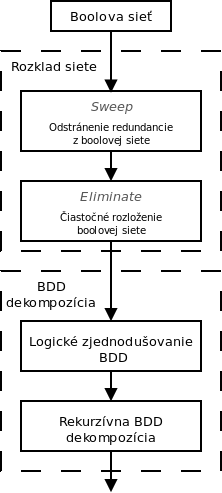 Boolova sieť
Rozklad siete
Sweep
Odstránenie redundancie
z boolovej siete
Eliminate
Čiastočné rozloženie
boolovej siete
BDD
dekompozícia
Logické zjednodušovanie
BDD
Rekurzívna BDD
dekompozícia